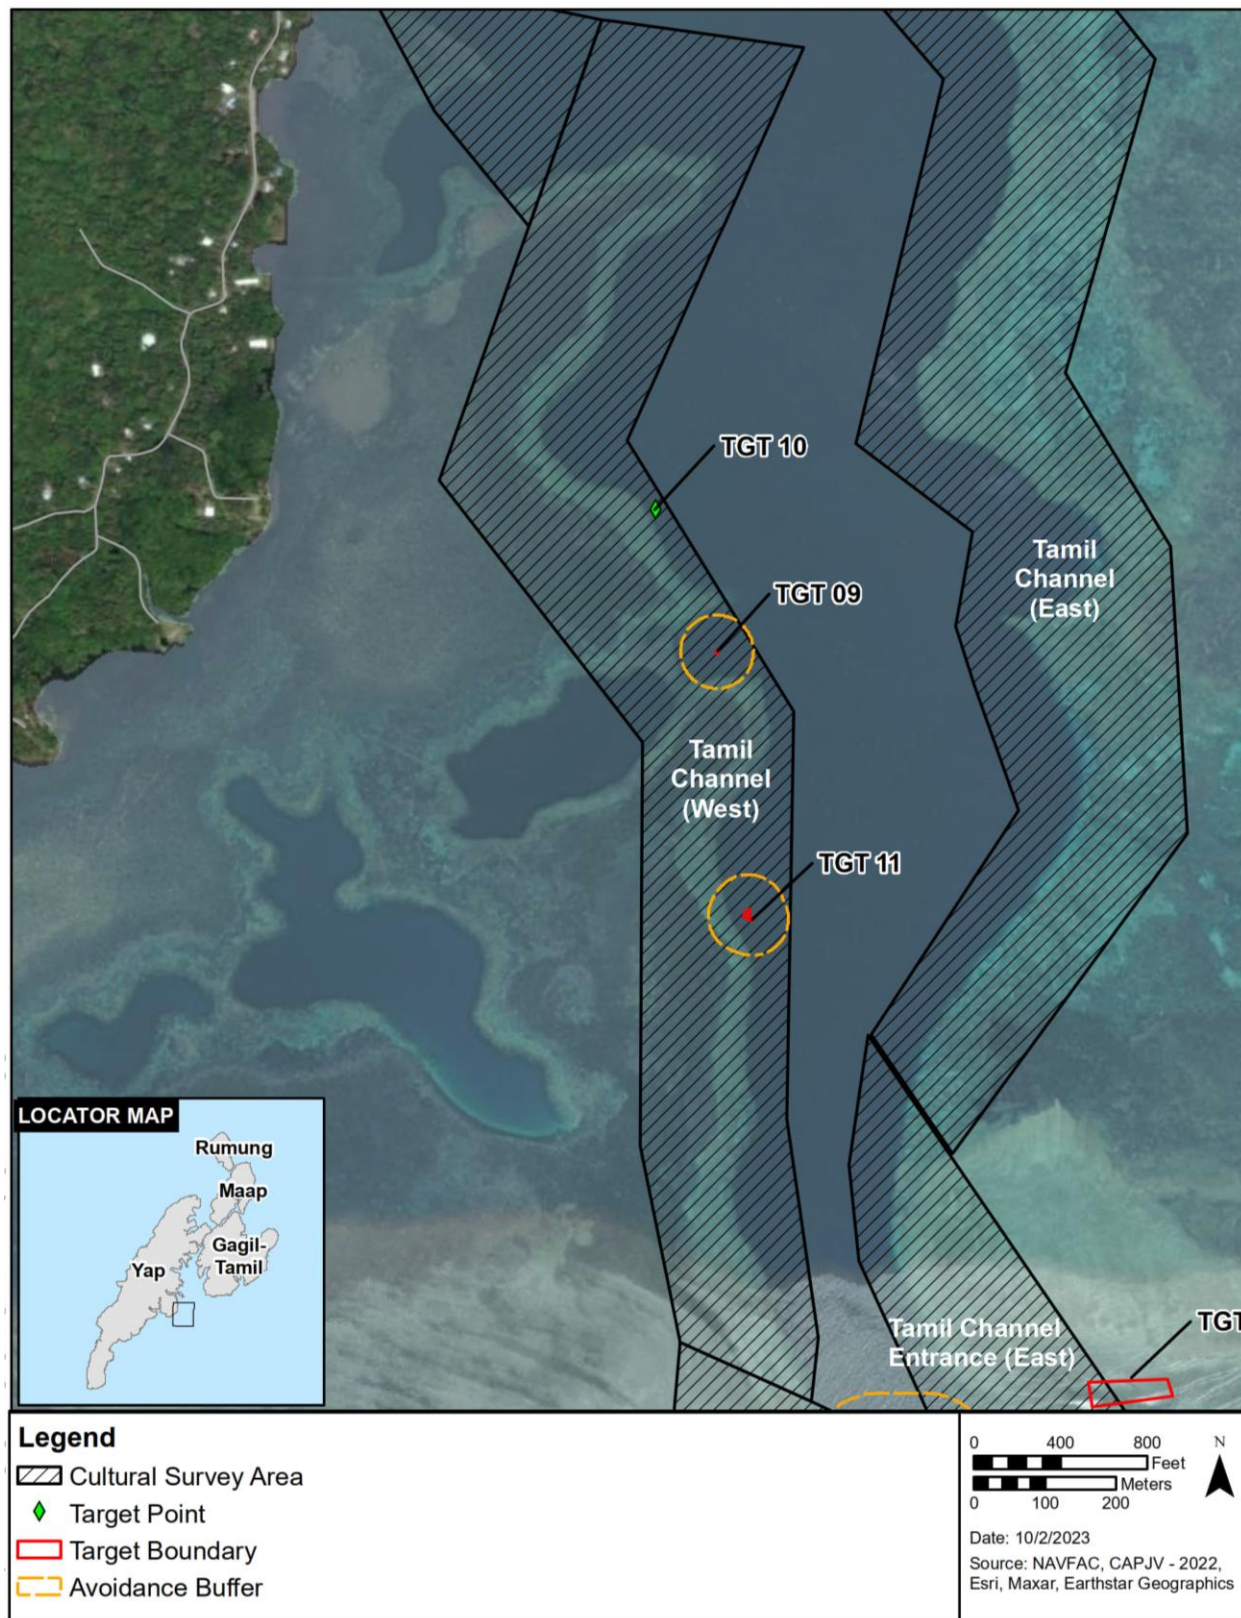 TGT 10
TGT 09
Tamil
Channel
(East)
Tamil
Channel
(West)
TGT 11
Tamil Channel
Entrance (East)
TGT
LOCATOR MAP
Rumung
Maap
Gagil-
Tamil
Yap
Legend
Cultural Survey Area
Target Point
Target Boundary
Avoidance Buffer
0 400 800
Feet
Meters
0 100 200
N
Date: 10/2/2023
Source: NAVFAC, CAPJV - 2022,
Esri, Maxar, Earthstar Geographics